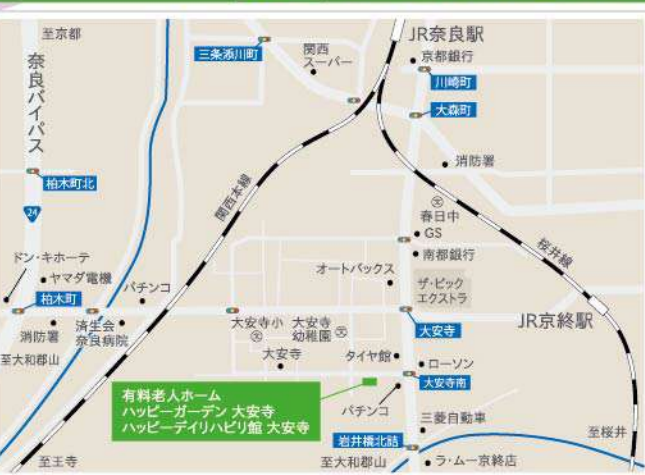 至京都
奈良バイパス
三条添川町
関西
スーパー
JR奈良駅
京都銀行
川崎町
大森町
消防署
柏木町北
24
関西本線
春日中
文
GS
南都銀行
桜井線
ドン・キホーテ
ヤマダ電機
パチンコ
オートバックス
ザ・ビック
エクストラ
柏木町
消防署
済生会
奈良病院
至大和郡山
大安寺小
文
大安寺
幼稚園
文
大安寺
大安寺
JR京終駅
タイヤ館
ローソン
大安寺南
有料老人ホーム
ハッピーガーデン 大安寺
ハッピーデイリハビリ館 大安寺
パチンコ
三菱自動車
岩井橋北詰
至桜井
至王寺
至大和郡山
ラ・ムー京終店